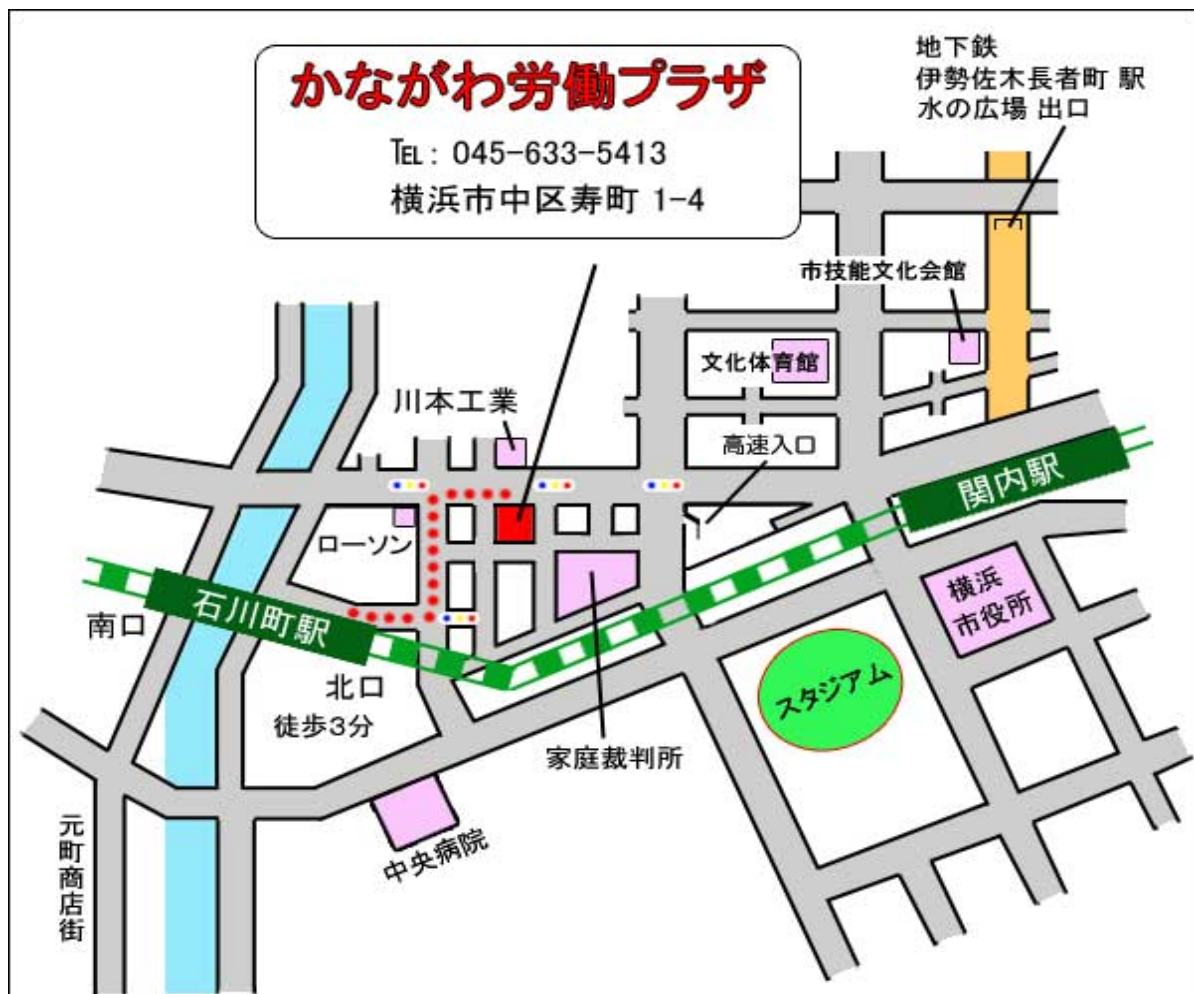 かながわ労働プラザ
℡: 045-633-5413
横浜市中区寿町 1-4
地下鉄
伊勢佐木長者町 駅
水の広場 出口
市技能文化会館
文化体育館
川本工業
高速入口
関内駅
ローソン
石川町駅
南口
北口
徒歩3分
横浜
市役所
スタジアム
家庭裁判所
中央病院
元町商店街